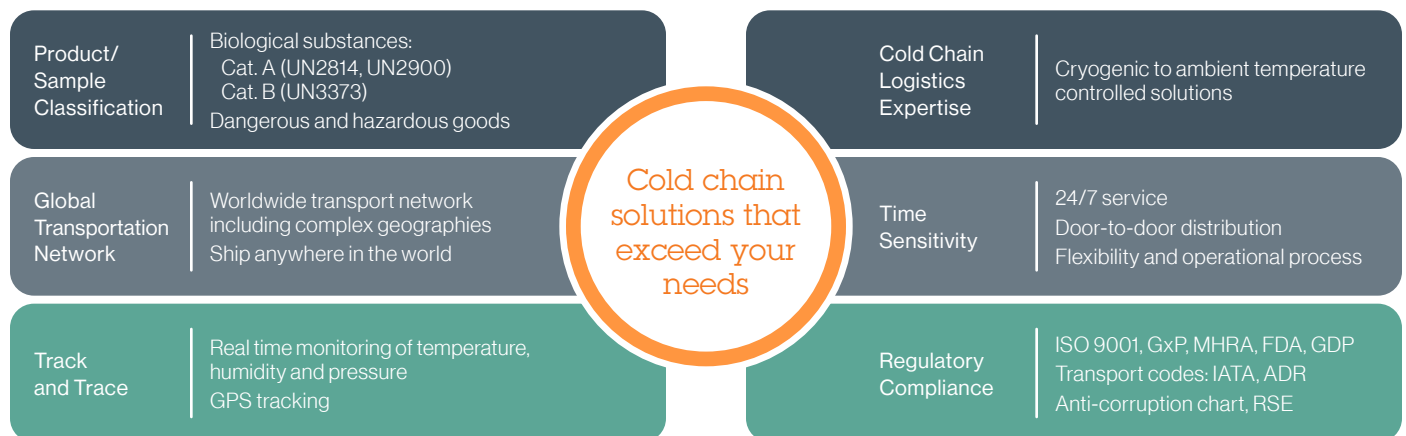 Product/
Sample
Classification
Biological substances:
Cat. A (UN2814, UN2900)
Cat. B (UN3373)
Dangerous and hazardous goods
Cold Chain
Logistics
Expertise
Cryogenic to ambient temperature
controlled solutions
Cold chain
solutions that
exceed your
needs
Global
Transportation
Network
Worldwide transport network
including complex geographies
Ship anywhere in the world
Time
Sensitivity
24/7 service
Door-to-door distribution
Flexibility and operational process
Track
and Trace
Real time monitoring of temperature,
humidity and pressure
GPS tracking
Regulatory
Compliance
ISO 9001, GxP, MHRA, FDA, GDP
Transport codes: IATA, ADR
Anti-corruption chart, RSE